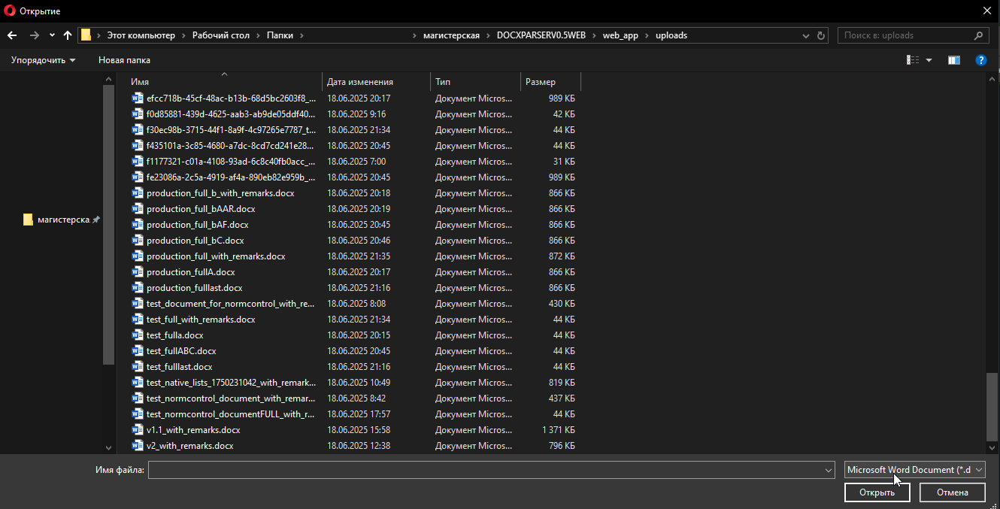 Открытие
Этот компьютер › Рабочий стол › Папки › › магистерская › DOCXPARSERV0.5WEB › web_app › uploads
Поиск в: uploads
Упорядочить Новая папка
Имя Дата изменения Тип Размер
efcc718b-45cf-48ac-b13b-68d5bc2603f8_... 18.06.2025 20:17 Документ Micros... 989 КБ
f0d85881-439d-4625-aab3-ab9de05ddf40... 18.06.2025 9:16 Документ Micros... 42 КБ
f30ec98b-3715-44f1-8a9f-4c97265e7787_t... 18.06.2025 21:34 Документ Micros... 44 КБ
f435101a-3c85-4680-a7dc-8cd7cd241e28... 18.06.2025 20:45 Документ Micros... 44 КБ
f1177321-c01a-4108-93ad-6c8c40fb0acc_... 18.06.2025 7:00 Документ Micros... 31 КБ
fe23086a-2c5a-4919-af4a-890eb82e959b_... 18.06.2025 20:45 Документ Micros... 989 КБ
production_full_b_with_remarks.docx 18.06.2025 20:18 Документ Micros... 866 КБ
production_full_bAAR.docx 18.06.2025 20:19 Документ Micros... 866 КБ
магистерска
production_full_bAF.docx 18.06.2025 20:45 Документ Micros... 866 КБ
production_full_bC.docx 18.06.2025 20:46 Документ Micros... 866 КБ
production_full_with_remarks.docx 18.06.2025 21:35 Документ Micros... 872 КБ
production_fullA.docx 18.06.2025 20:17 Документ Micros... 866 КБ
production_fulllast.docx 18.06.2025 21:16 Документ Micros... 866 КБ
test_document_for_normcontrol_with_re... 18.06.2025 8:08 Документ Micros... 430 КБ
test_full_with_remarks.docx 18.06.2025 21:34 Документ Micros... 44 КБ
test_fulla.docx 18.06.2025 20:15 Документ Micros... 44 КБ
test_fullABC.docx 18.06.2025 20:45 Документ Micros... 44 КБ
test_fulllast.docx 18.06.2025 21:16 Документ Micros... 44 КБ
test_native_lists_1750231042_with_remark... 18.06.2025 10:49 Документ Micros... 819 КБ
test_normcontrol_document_with_remar... 18.06.2025 8:42 Документ Micros... 437 КБ
test_normcontrol_documentFULL_with_r... 18.06.2025 17:57 Документ Micros... 44 КБ
v1.1_with_remarks.docx 18.06.2025 15:58 Документ Micros... 1 371 КБ
v2_with_remarks.docx 18.06.2025 12:38 Документ Micros... 796 КБ
Имя файла: Microsoft Word Document (*.d
Открыть Отмена